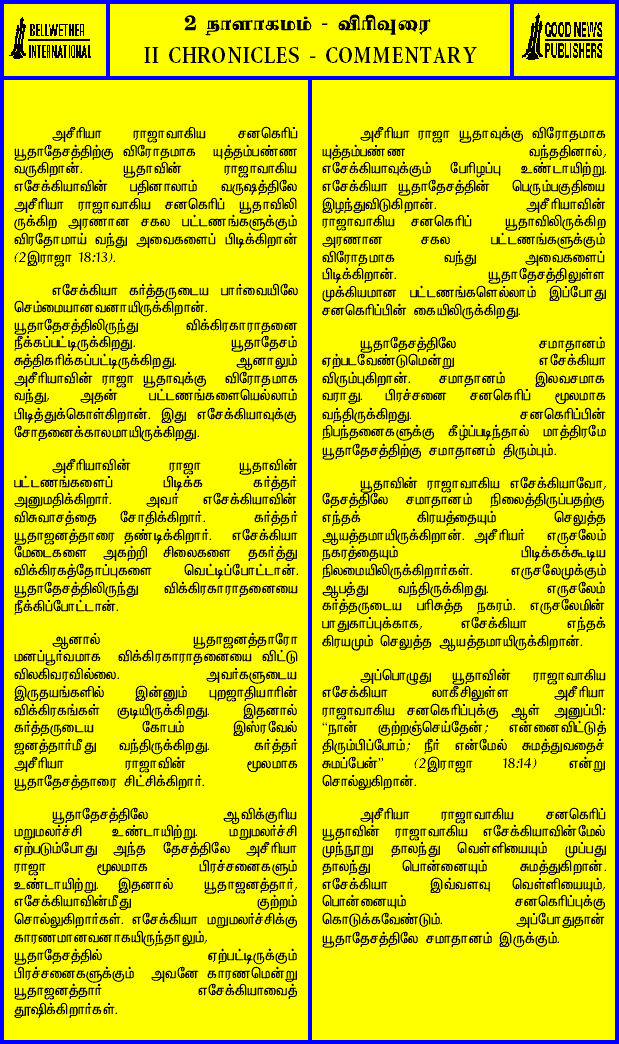 BELLWETHER
INTERNATIONAL
2 நாளாகமம் - விரிவுரை
II CHRONICLES - COMMENTARY
GOOD NEWS
PUBLISHERS
அசீரியா ராஜாவாகிய சனகெரிப்
யூதாதேசத்திற்கு விரோதமாக யுத்தம்பண்ண
வருகிறான். யூதாவின் ராஜாவாகிய
எசேக்கியாவின் பதினாலாம் வருஷத்திலே
அசீரியா ராஜாவாகிய சனகெரிப் யூதாவிலி
ருக்கிற அரணான சகல பட்டணங்களுக்கும்
விரதோமாய் வந்து அவைகளைப் பிடிக்கிறான்
(2இராஜா 18:13).
எசேக்கியா கர்த்தருடைய பார்வையிலே
செம்மையானவனாயிருக்கிறான்.
யூதாதேசத்திலிருந்து விக்கிரகாராதனை
நீக்கப்பட்டிருக்கிறது. யூதாதேசம்
சுத்திகரிக்கப்பட்டிருக்கிறது. ஆனாலும்
அசீரியாவின் ராஜா யூதாவுக்கு விரோதமாக
வந்து, அதன் பட்டணங்களையெல்லாம்
பிடித்துக்கொள்கிறான். இது எசேக்கியாவுக்கு
சோதனைக்காலமாயிருக்கிறது.
அசீரியாவின் ராஜா யூதாவின்
பட்டணங்களைப் பிடிக்க கர்த்தர்
அனுமதிக்கிறார். அவர் எசேக்கியாவின்
விசுவாசத்தை சோதிக்கிறார். கர்த்தர்
யூதாஜனத்தாரை தண்டிக்கிறார். எசேக்கியா
மேடைகளை அகற்றி சிலைகளை தகர்த்து
விக்கிரகத்தோப்புகளை வெட்டிப்போட்டான்.
யூதாதேசத்திலிருந்து விக்கிரகாராதனையை
நீக்கிப்போட்டான்.
ஆனால் யூதாஜனத்தாரோ
மனப்பூர்வமாக விக்கிரகாராதனையை விட்டு
விலகிவரவில்லை. அவர்களுடைய
இருதயங்களில் இன்னும் புறஜாதியாரின்
விக்கிரகங்கள் குடியிருக்கிறது. இதனால்
கர்த்தருடைய கோபம் இஸ்ரவேல்
ஜனத்தார்மீது வந்திருக்கிறது. கர்த்தர்
அசீரியா ராஜாவின் மூலமாக
யூதாதேசத்தாரை சிட்சிக்கிறார்.
யூதாதேசத்திலே ஆவிக்குரிய
மறுமலர்ச்சி உண்டாயிற்று. மறுமலர்ச்சி
ஏற்படும்போது அந்த தேசத்திலே அசீரியா
ராஜா மூலமாக பிரச்சனைகளும்
உண்டாயிற்று. இதனால் யூதாஜனத்தார்,
எசேக்கியாவின்மீது குற்றம்
சொல்லுகிறார்கள். எசேக்கியா மறுமலர்ச்சிக்கு
காரணமானவனாகயிருந்தாலும்,
யூதாதேசத்தில் ஏற்பட்டிருக்கும்
பிரச்சனைகளுக்கும் அவனே காரணமென்று
யூதாஜனத்தார் எசேக்கியாவைத்
தூஷிக்கிறார்கள்.
அசீரியா ராஜா யூதாவுக்கு விரோதமாக
யுத்தம்பண்ண வந்ததினால்,
எசேக்கியாவுக்கும் பேரிழப்பு உண்டாயிற்று.
எசேக்கியா யூதாதேசத்தின் பெரும்பகுதியை
இழந்துவிடுகிறான். அசீரியாவின்
ராஜாவாகிய சனகெரிப் யூதாவிலிருக்கிற
அரணான சகல பட்டணங்களுக்கும்
விரோதமாக வந்து அவைகளைப்
பிடிக்கிறான். யூதாதேசத்திலுள்ள
முக்கியமான பட்டணங்களெல்லாம் இப்போது
சனகெரிப்பின் கையிலிருக்கிறது.
யூதாதேசத்திலே சமாதானம்
ஏற்படவேண்டுமென்று எசேக்கியா
விரும்புகிறான். சமாதானம் இலவசமாக
வராது. பிரச்சனை சனகெரிப் மூலமாக
வந்திருக்கிறது. சனகெரிப்பின்
நிபந்தனைகளுக்கு கீழ்ப்படிந்தால் மாத்திரமே
யூதாதேசத்திற்கு சமாதானம் திரும்பும்.
யூதாவின் ராஜாவாகிய எசேக்கியாவோ,
தேசத்திலே சமாதானம் நிலைத்திருப்பதற்கு
எந்தக் கிரயத்தையும் செலுத்த
ஆயத்தமாயிருக்கிறான். அசீரியர் எருசலேம்
நகரத்தையும் பிடிக்கக்கூடிய
நிலமையிலிருக்கிறார்கள். எருசலேமுக்கும்
ஆபத்து வந்திருக்கிறது. எருசலேம்
கர்த்தருடைய பரிசுத்த நகரம். எருசலேமின்
பாதுகாப்புக்காக, எசேக்கியா எந்தக்
கிரயமும் செலுத்த ஆயத்தமாயிருக்கிறான்.
அப்பொழுது யூதாவின் ராஜாவாகிய
எசேக்கியா லாகீசிலுள்ள அசீரியா
ராஜாவாகிய சனகெரிப்புக்கு ஆள் அனுப்பி:
"நான் குற்றஞ்செய்தேன்; என்னைவிட்டுத்
திரும்பிப்போம்; நீர் என்மேல் சுமத்துவதைச்
சுமப்பேன்" (2இராஜா 18:14) என்று
சொல்லுகிறான்.
அசீரியா ராஜாவாகிய சனகெரிப்
யூதாவின் ராஜாவாகிய எசேக்கியாவின்மேல்
முந்நூறு தாலந்து வெள்ளியையும் முப்பது
தாலந்து பொன்னையும் சுமத்துகிறான்.
எசேக்கியா இவ்வளவு வெள்ளியையும்,
பொன்னையும் சனகெரிப்புக்கு
கொடுக்கவேண்டும். அப்போதுதான்
யூதாதேசத்திலே சமாதானம் இருக்கும்.